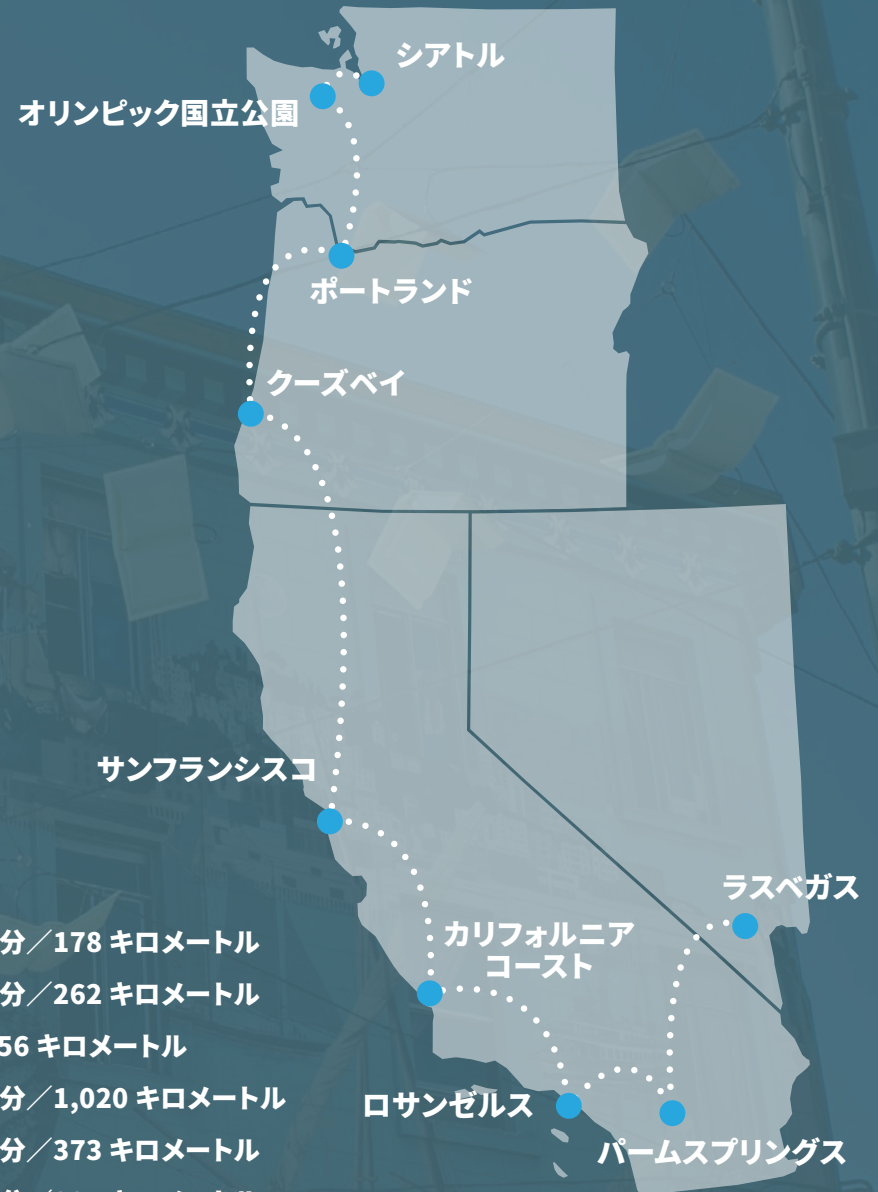 シアトル
オリンピック国立公園
ポートランド
クーズベイ
サンフランシスコ
ラスベガス
カリフォルニア
コースト
ロサンゼルス
パームスプリングス
分／178 キロメートル
分／262 キロメートル
56 キロメートル
分／1,020 キロメートル
分／373 キロメートル